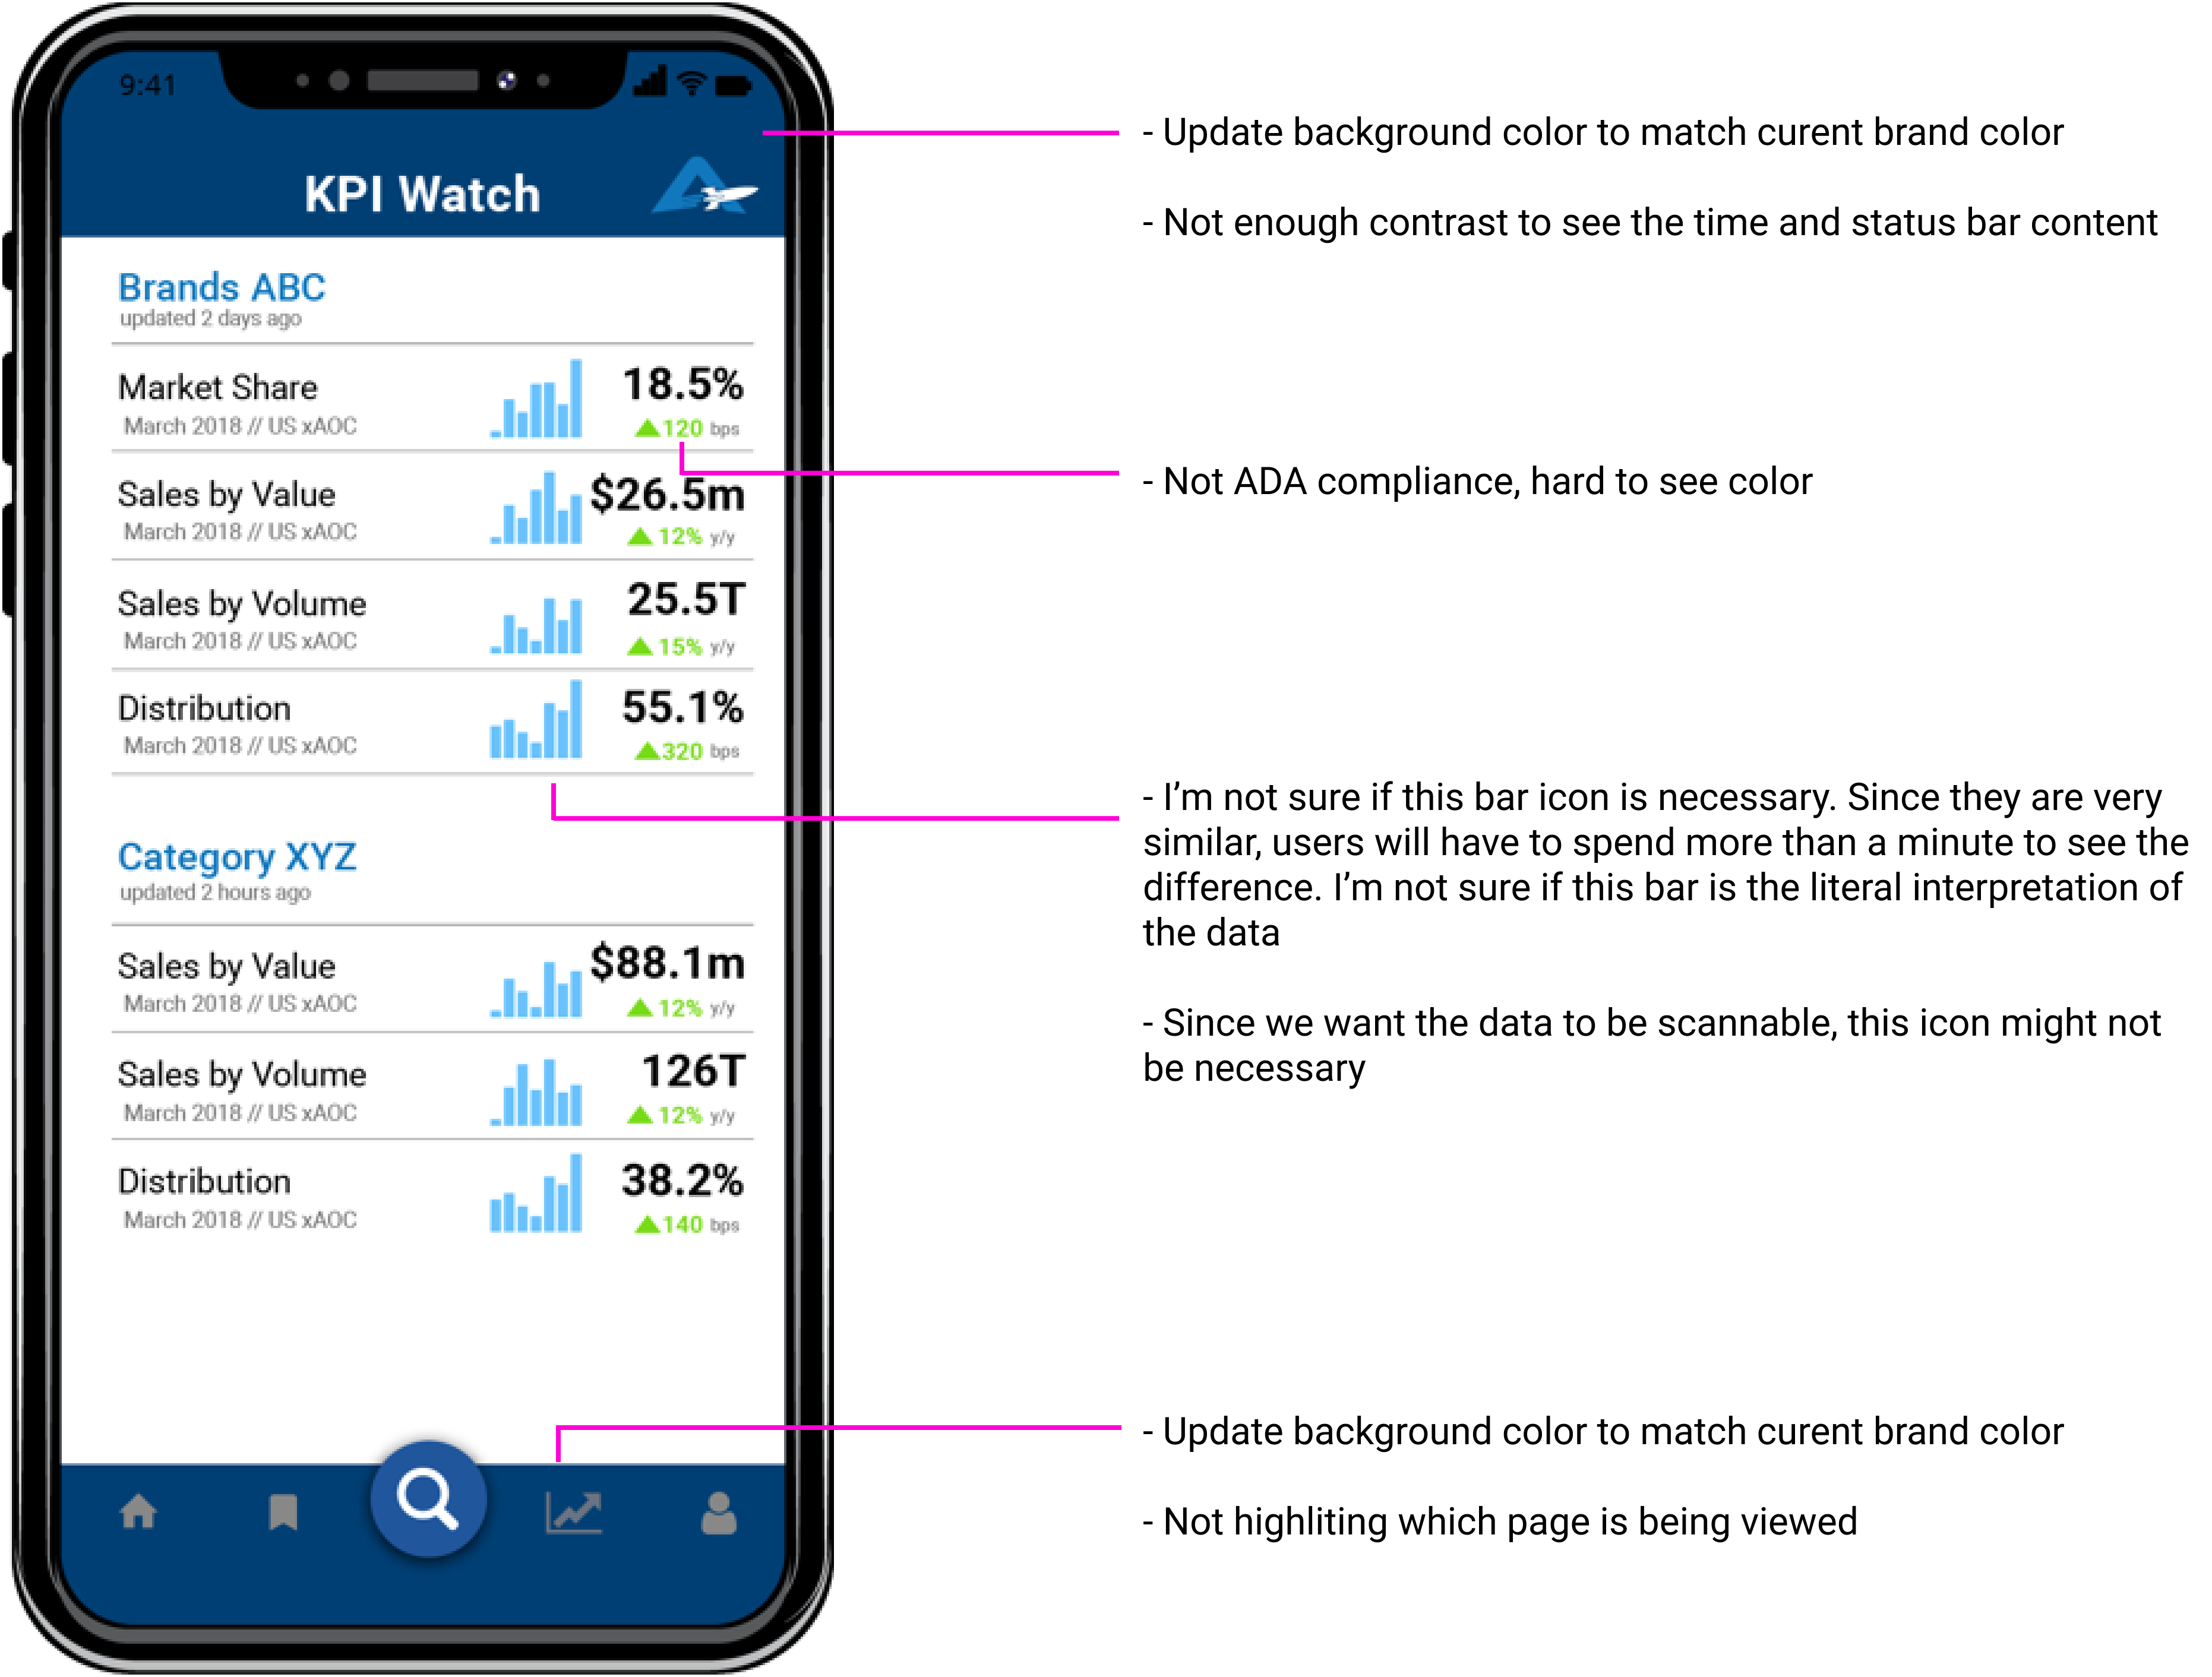 9:41
KPI Watch
Brands ABC
updated 2 days ago
Market Share
March 2018 // US xAOC
18.5%
120 bps
Sales by Value
March 2018 // US xAOC
$26.5m
12% y/y
Sales by Volume
March 2018 // US xAOC
25.5T
15% y/y
Distribution
March 2018 // US xAOC
55.1%
320 bps
Category XYZ
updated 2 hours ago
Sales by Value
March 2018 // US xAOC
$88.1m
12% y/y
Sales by Volume
March 2018 // US xAOC
126T
12% y/y
Distribution
March 2018 // US xAOC
38.2%
140 bps
- Update background color to match curent brand color
- Not enough contrast to see the time and status bar content
- Not ADA compliance, hard to see color
- I’m not sure if this bar icon is necessary. Since they are very
similar, users will have to spend more than a minute to see the
difference. I’m not sure if this bar is the literal interpretation of
the data
- Since we want the data to be scannable, this icon might not
be necessary
- Update background color to match curent brand color
- Not highliting which page is being viewed